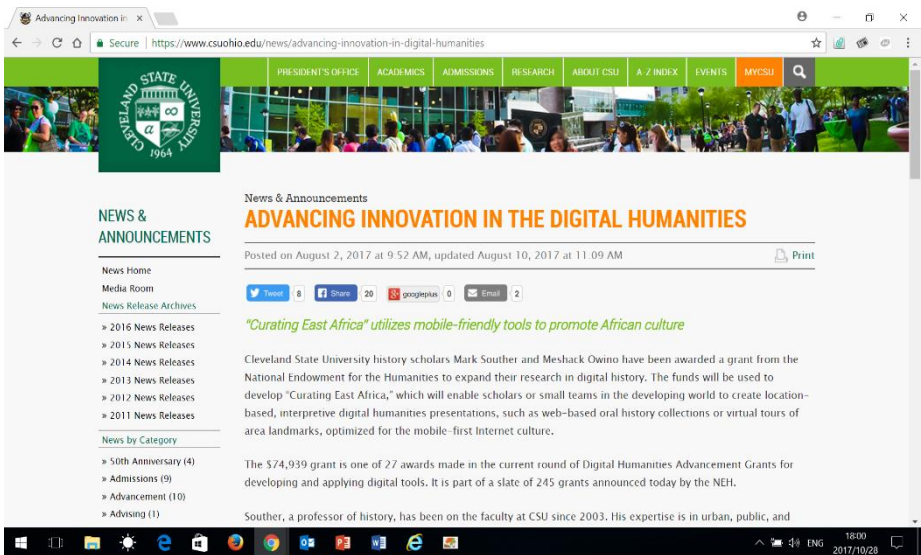 Advancing Innovation in
Secure | https://www.csuohio.edu/news/advancing-innovation-in-digital-humanities
PRESIDENT'S OFFICE ACADEMICS ADMISSIONS RESEARCH ABOUT CSU A-Z INDEX EVENTS MYCSU
CLEVELAND STATE UNIVERSITY
1964
NEWS &
ANNOUNCEMENTS
News Home
Media Room
News Release Archives
» 2016 News Releases
» 2015 News Releases
» 2014 News Releases
» 2013 News Releases
» 2012 News Releases
» 2011 News Releases
News by Category
» 50th Anniversary (4)
» Admissions (9)
» Advancement (10)
» Advising (1)
News & Announcements
ADVANCING INNOVATION IN THE DIGITAL HUMANITIES
Posted on August 2, 2017 at 9:52 AM, updated August 10, 2017 at 11:09 AM
Print
Tweet 8 Share 20 googleplus 0 Email 2
"Curating East Africa" utilizes mobile-friendly tools to promote African culture
Cleveland State University history scholars Mark Souther and Meshack Owino have been awarded a grant from the
National Endowment for the Humanities to expand their research in digital history. The funds will be used to
develop "Curating East Africa," which will enable scholars or small teams in the developing world to create location-
based, interpretive digital humanities presentations, such as web-based oral history collections or virtual tours of
area landmarks, optimized for the mobile-first Internet culture.
The $74,939 grant is one of 27 awards made in the current round of Digital Humanities Advancement Grants for
developing and applying digital tools. It is part of a slate of 245 grants announced today by the NEH.
Souther, a professor of history, has been on the faculty at CSU since 2003. His expertise is in urban, public, and
ENG
18:00
2017/10/28